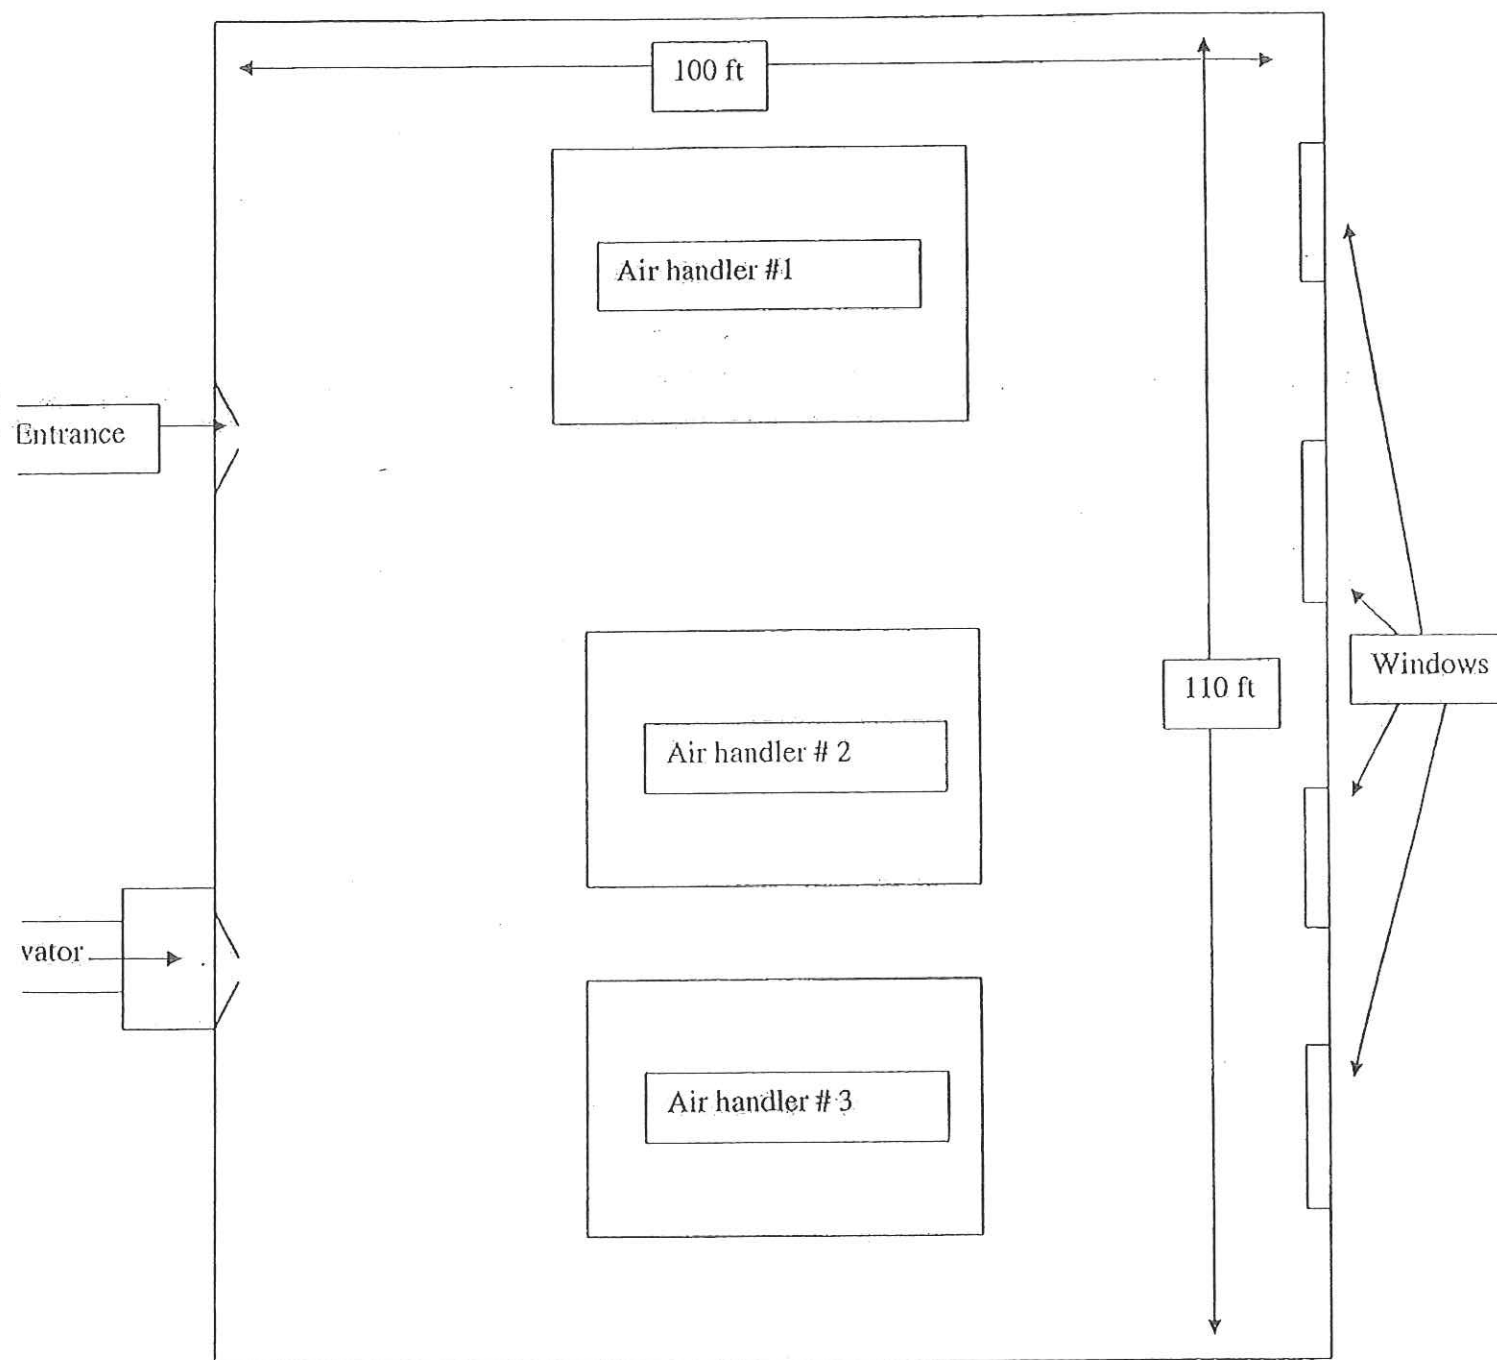 100 ft
Air handler #1
Entrance
Windows
110 ft
Air handler # 2
vator
Air handler # 3